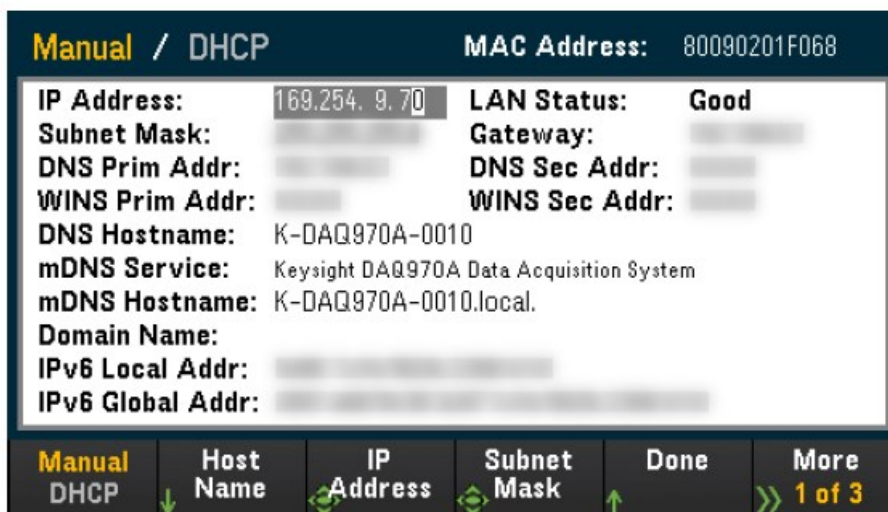 Manual / DHCP MAC Address: 80090201F068
IP Address: 169.254. 9.70 LAN Status: Good
Subnet Mask: Gateway:
DNS Prim Addr: DNS Sec Addr:
WINS Prim Addr: WINS Sec Addr:
DNS Hostname: K-DAQ970A-0010
mDNS Service: Keysight DAQ970A Data Acquisition System
mDNS Hostname: K-DAQ970A-0010.local.
Domain Name:
IPv6 Local Addr:
IPv6 Global Addr:
Manual Host IP Subnet Done More
DHCP Name Address Mask 1 of 3